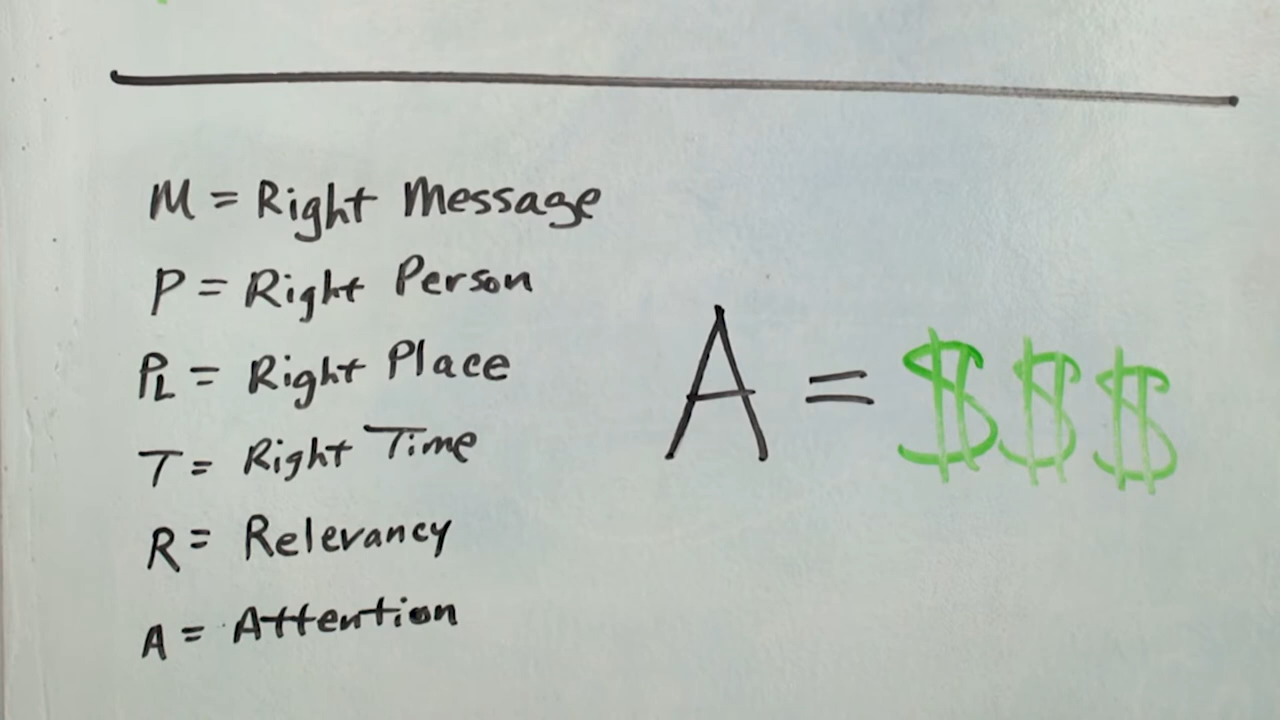 M = Right Message
P = Right Person
PL = Right Place
T = Right Time
R = Relevancy
A = Attention
A = $$$